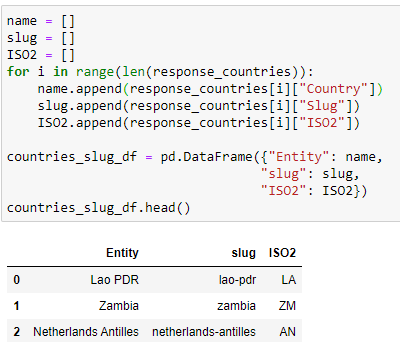 name = []
slug = []
ISO2 = []
for i in range(len(response_countries)):
    name.append(response_countries[i]["Country"])
    slug.append(response_countries[i]["Slug"])
    ISO2.append(response_countries[i]["ISO2"])

countries_slug_df = pd.DataFrame({"Entity": name,
                                  "slug": slug,
                                  "ISO2": ISO2})
countries_slug_df.head()
Entity slug ISO2
0 Lao PDR lao-pdr LA
1 Zambia zambia ZM
2 Netherlands Antilles netherlands-antilles AN